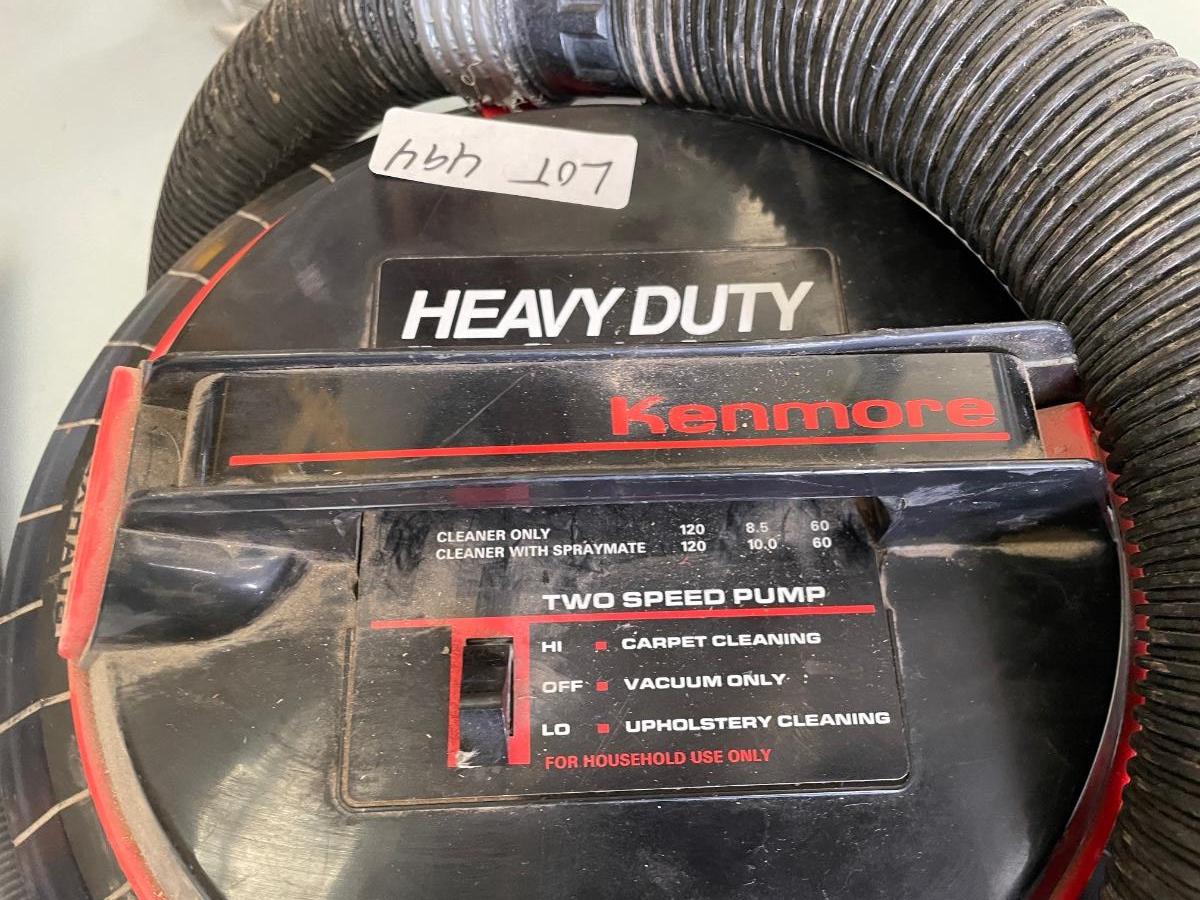 LOT 494
HEAVY DUTY
Kenmore
EXHAUST
CLEANER ONLY 120 8.5 60
CLEANER WITH SPRAYMATE 120 10.0 60
TWO SPEED PUMP
HI ■ CARPET CLEANING
OFF ■ VACUUM ONLY
LO ■ UPHOLSTERY CLEANING
FOR HOUSEHOLD USE ONLY